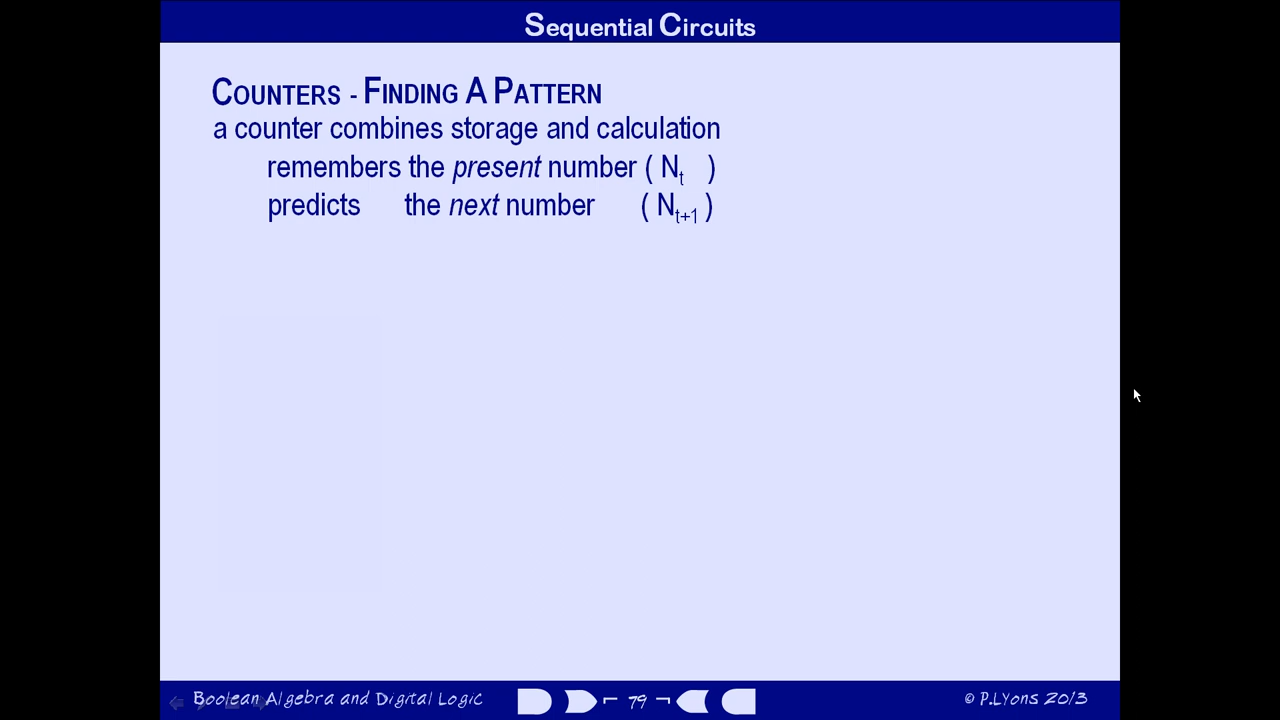 Sequential Circuits
Counters - Finding A Pattern
a counter combines storage and calculation
remembers the present number ( Nt )
predicts the next number ( Nt+1 )
Boolean Algebra and Digital Logic 79 © P.Lyons 2013